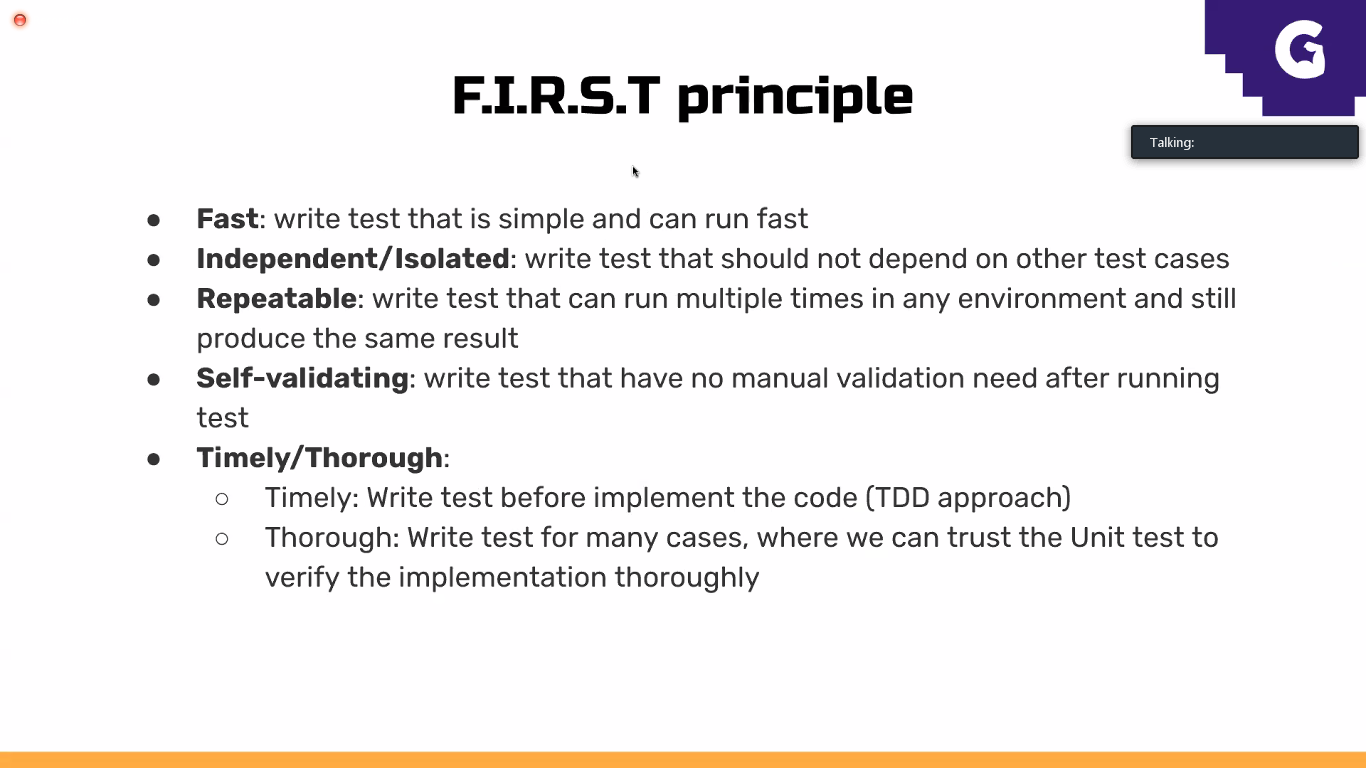 G
F.I.R.S.T principle
Talking:
● Fast: write test that is simple and can run fast
● Independent/Isolated: write test that should not depend on other test cases
● Repeatable: write test that can run multiple times in any environment and still
produce the same result
● Self-validating: write test that have no manual validation need after running
test
● Timely/Thorough:
○ Timely: Write test before implement the code (TDD approach)
○ Thorough: Write test for many cases, where we can trust the Unit test to
verify the implementation thoroughly